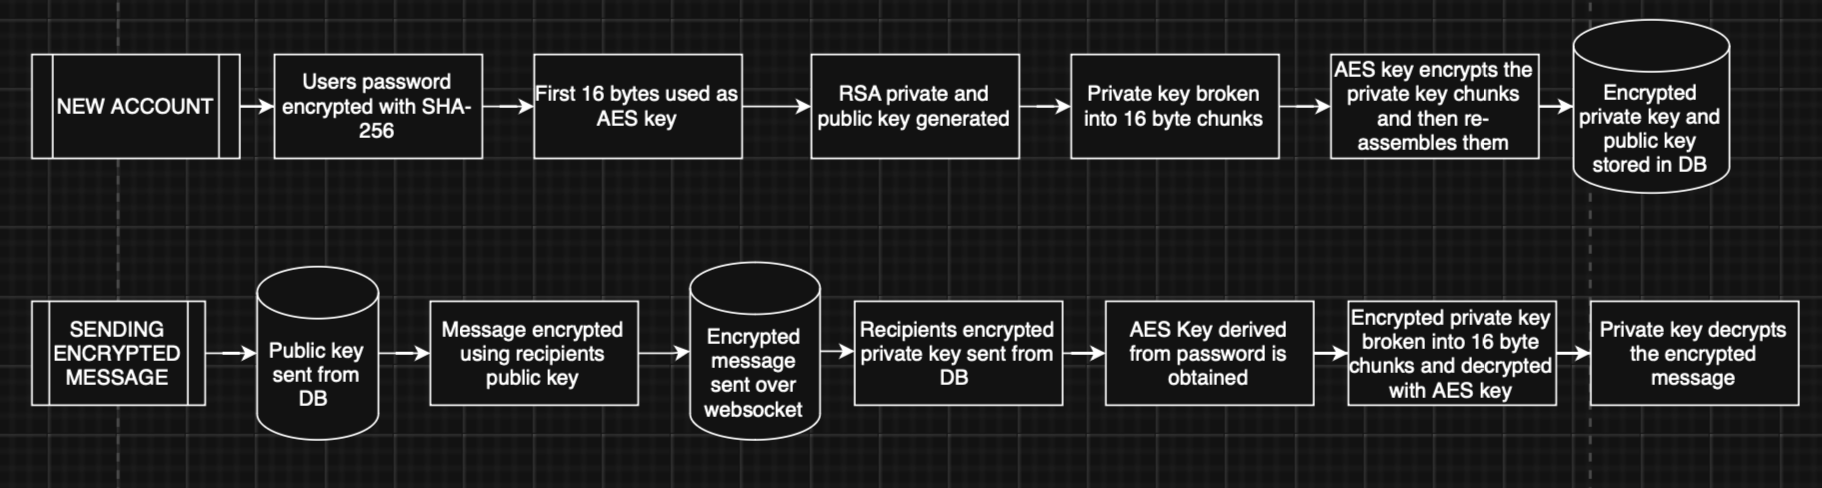 NEW ACCOUNT
Users password
encrypted with SHA-
256
First 16 bytes used as
AES key
RSA private and
public key generated
Private key broken
into 16 byte chunks
AES key encrypts the
private key chunks
and then re-
assembles them
Encrypted
private key and
public key
stored in DB
SENDING
ENCRYPTED
MESSAGE
Public key
sent from
DB
Message encrypted
using recipients
public key
Encrypted
message
sent over
websocket
Recipients encrypted
private key sent from
DB
AES Key derived
from password is
obtained
Encrypted private key
broken into 16 byte
chunks and decrypted
with AES key
Private key decrypts
the encrypted
message